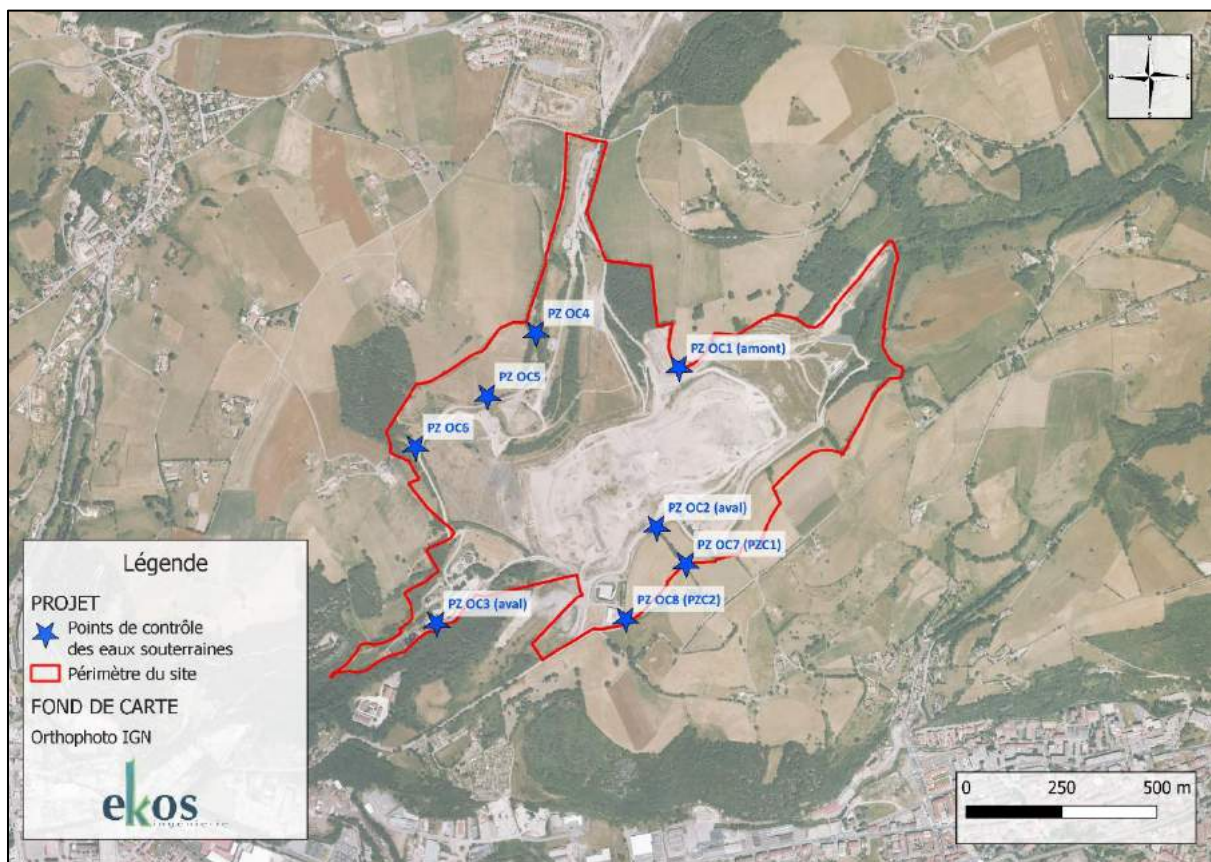 PZ OC4
PZ OC1 (amont)
PZ OC5
PZ OC6
PZ OC2 (aval)
PZ OC7 (PZC1)
PZ OC8 (PZC2)
PZ OC3 (aval)
Légende
PROJET
Points de contrôle
des eaux souterraines
Périmètre du site
FOND DE CARTE
Orthophoto IGN
ekos
ingénierie
0 250 500 m